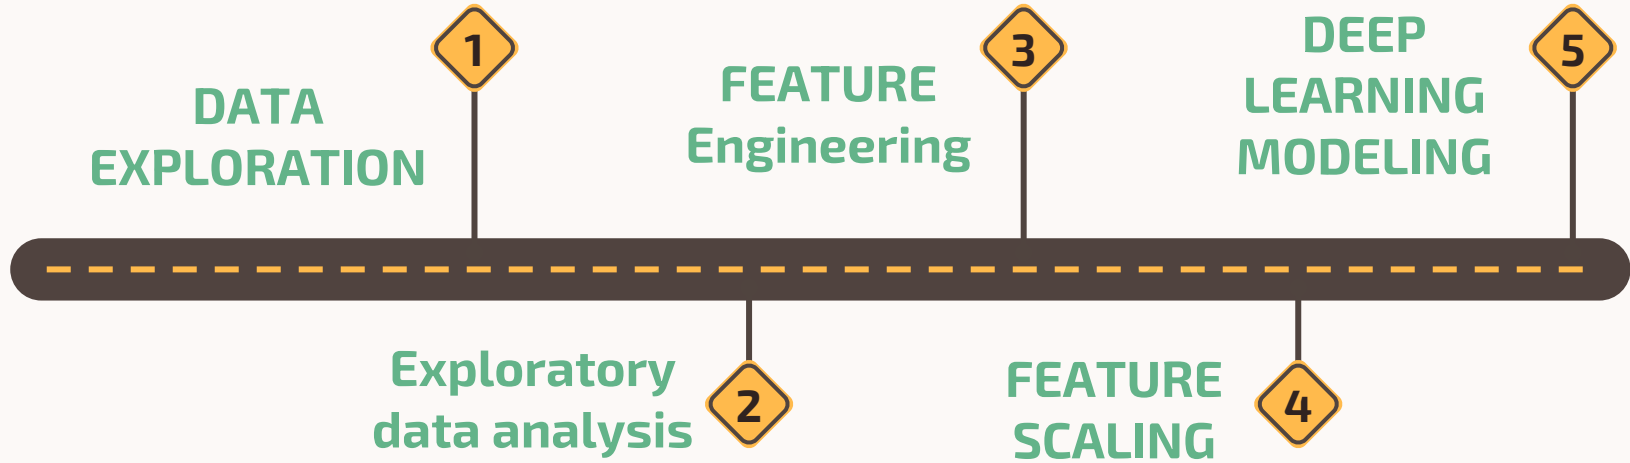 1
DATA
EXPLORATION
2
Exploratory
data analysis
3
FEATURE
Engineering
4
FEATURE
SCALING
5
DEEP
LEARNING
MODELING